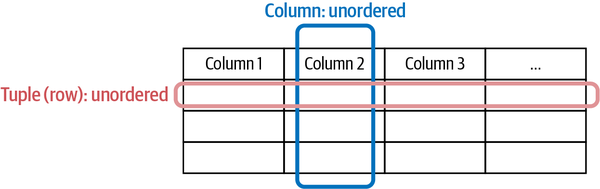 Column: unordered
Column 1 Column 2 Column 3 ...
Tuple (row): unordered